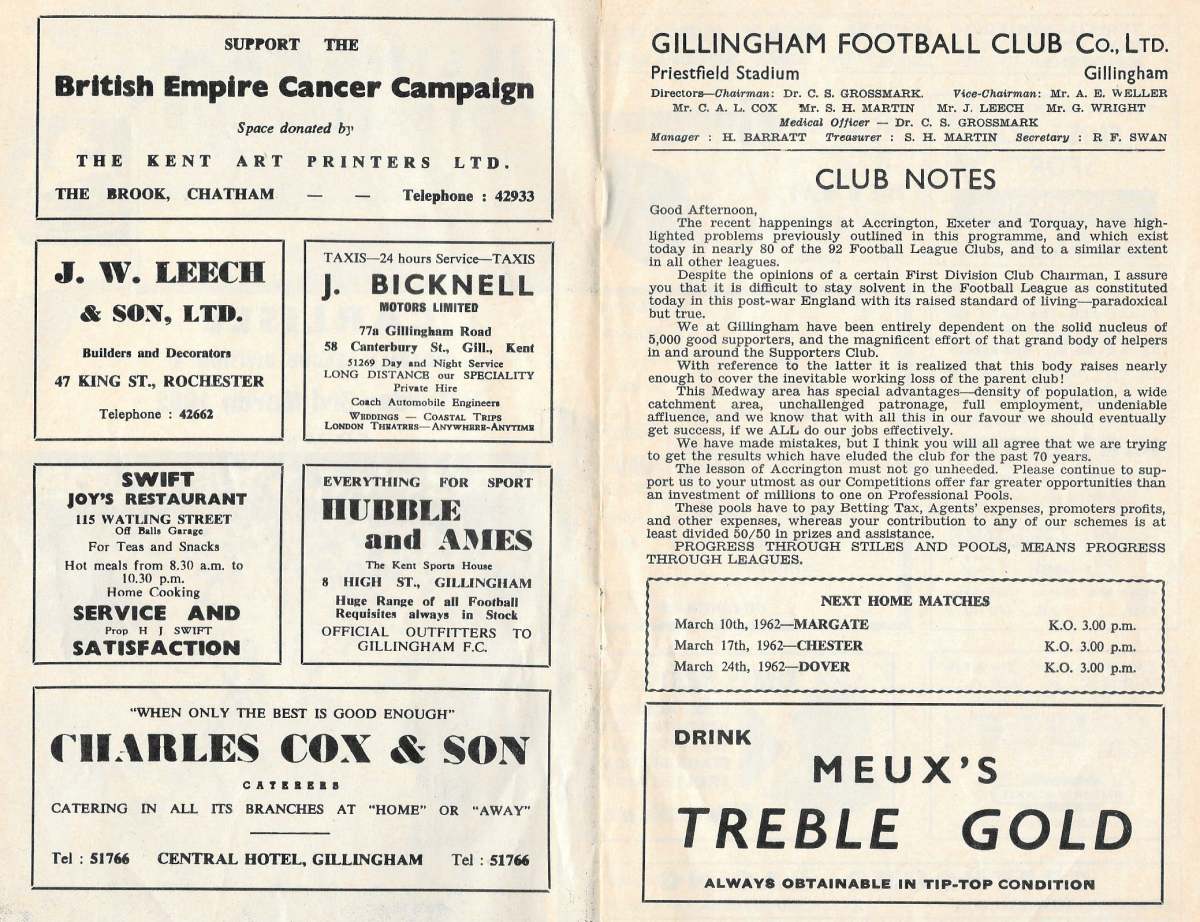 SUPPORT THE
British Empire Cancer Campaign
Space donated by
THE KENT ART PRINTERS LTD.
THE BROOK, CHATHAM — — Telephone : 42933
J. W. LEECH
& SON, LTD.
Builders and Decorators
47 KING ST., ROCHESTER
Telephone : 42662
TAXIS—24 hours Service—TAXIS
J. BICKNELL
MOTORS LIMITED
77a Gillingham Road
58 Canterbury St., Gill., Kent
51269 Day and Night Service
LONG DISTANCE our SPECIALITY
Private Hire
Coach Automobile Engineers
WEDDINGS — COASTAL TRIPS
LONDON THEATRES—ANYWHERE-ANYTIME
SWIFT
JOY'S RESTAURANT
115 WATLING STREET
Off Balls Garage
For Teas and Snacks
Hot meals from 8.30 a.m. to
10.30 p.m.
Home Cooking
SERVICE AND
Prop H J SWIFT
SATISFACTION
EVERYTHING FOR SPORT
HUBBLE
and AMES
The Kent Sports House
8 HIGH ST., GILLINGHAM
Huge Range of all Football
Requisites always in Stock
OFFICIAL OUTFITTERS TO
GILLINGHAM F.C.
"WHEN ONLY THE BEST IS GOOD ENOUGH"
CHARLES COX & SON
CATERERS
CATERING IN ALL ITS BRANCHES AT "HOME" OR "AWAY"
Tel : 51766 CENTRAL HOTEL, GILLINGHAM Tel : 51766
GILLINGHAM FOOTBALL CLUB CO., LTD.
Priestfield Stadium Gillingham
Directors—Chairman: Dr. C. S. GROSSMARK. Vice-Chairman: Mr. A. E. WELLER
Mr. C. A. L. COX Mr. S. H. MARTIN Mr. J. LEECH Mr. G. WRIGHT
Medical Officer — Dr. C. S. GROSSMARK
Manager : H. BARRATT Treasurer : S. H. MARTIN Secretary : R F. SWAN
CLUB NOTES
Good Afternoon,
The recent happenings at Accrington, Exeter and Torquay, have high-
lighted problems previously outlined in this programme, and which exist
today in nearly 80 of the 92 Football League Clubs, and to a similar extent
in all other leagues.
Despite the opinions of a certain First Division Club Chairman, I assure
you that it is difficult to stay solvent in the Football League as constituted
today in this post-war England with its raised standard of living—paradoxical
but true.
We at Gillingham have been entirely dependent on the solid nucleus of
5,000 good supporters, and the magnificent effort of that grand body of helpers
in and around the Supporters Club.
With reference to the latter it is realized that this body raises nearly
enough to cover the inevitable working loss of the parent club!
This Medway area has special advantages—density of population, a wide
catchment area, unchallenged patronage, full employment, undeniable
affluence, and we know that with all this in our favour we should eventually
get success, if we ALL do our jobs effectively.
We have made mistakes, but I think you will all agree that we are trying
to get the results which have eluded the club for the past 70 years.
The lesson of Accrington must not go unheeded. Please continue to sup-
port us to your utmost as our Competitions offer far greater opportunities than
an investment of millions to one on Professional Pools.
These pools have to pay Betting Tax, Agents' expenses, promoters profits,
and other expenses, whereas your contribution to any of our schemes is at
least divided 50/50 in prizes and assistance.
PROGRESS THROUGH STILES AND POOLS, MEANS PROGRESS
THROUGH LEAGUES.
NEXT HOME MATCHES
March 10th, 1962—MARGATE K.O. 3.00 p.m.
March 17th, 1962—CHESTER K.O. 3.00 p.m.
March 24th, 1962—DOVER K.O. 3.00 p.m.
DRINK
MEUX'S
TREBLE GOLD
ALWAYS OBTAINABLE IN TIP-TOP CONDITION